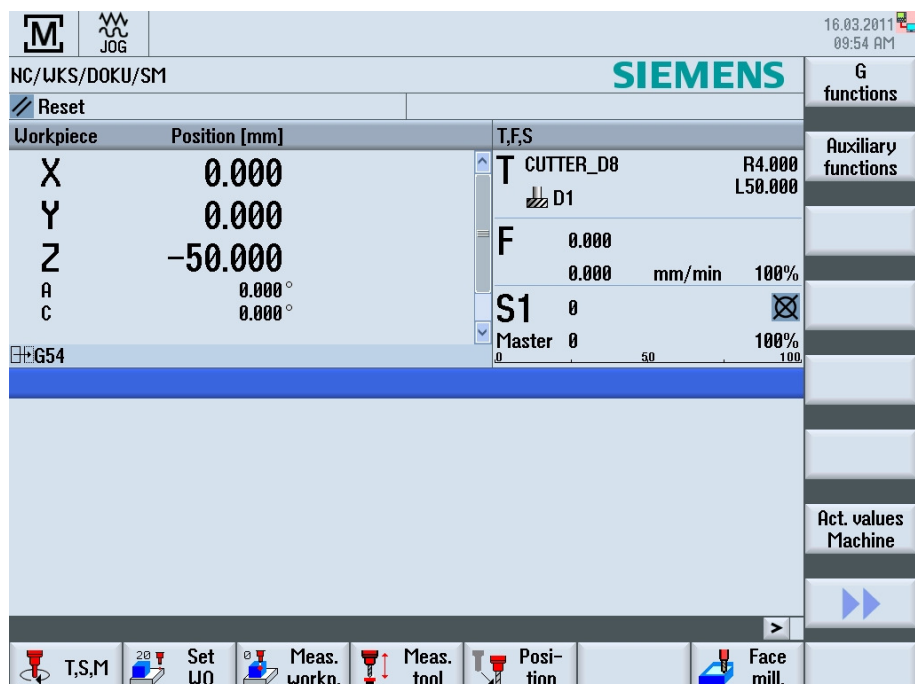 M
JOG
16.03.2011
09:54 AM
NC/WKS/DOKU/SM
SIEMENS
G
functions
Reset
Workpiece Position [mm]
T,F,S
X 0.000
Y 0.000
Z -50.000
A 0.000°
C 0.000°
G54
T CUTTER_D8 R4.000
D1 L50.000
F 0.000
0.000 mm/min 100%
S1 0
Master 0 100%
0 50 100
Auxiliary
functions
Act. values
Machine
>
T,S,M
20 Set
WO
0 Meas.
workp.
Meas.
tool
Posi-
tion
Face
mill.